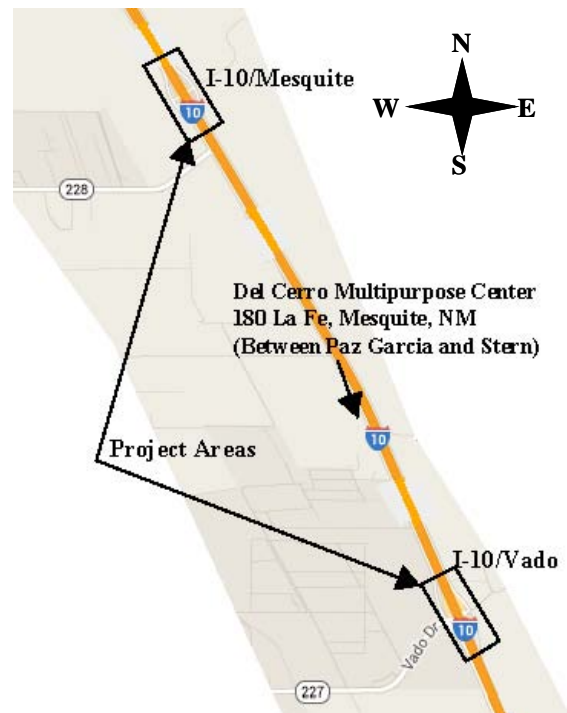 I-10/Mesquite
10
N
W
E
S
228
Del Cerro Multipurpose Center
180 La Fe, Mesquite, NM
(Between Paz Garcia and Stern)
10
Project Areas
I-10/Vado
10
Vado Dr
227